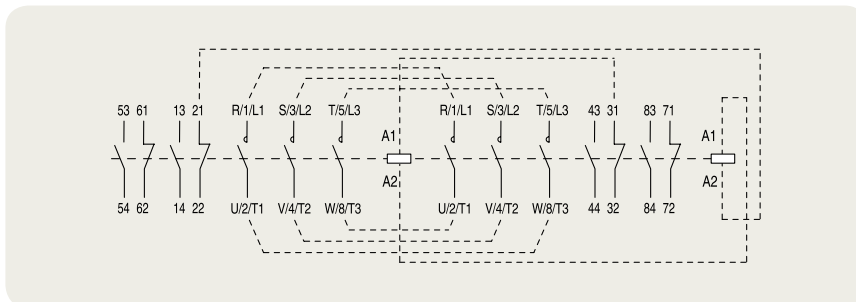 53 61 13 21 R/1/L1 S/3/L2 T/5/L3 R/1/L1 S/3/L2 T/5/L3 43 31 83 71
A1 A1
A2 A2
54 62 14 22 U/2/T1 V/4/T2 W/8/T3 U/2/T1 V/4/T2 W/8/T3 44 32 84 72